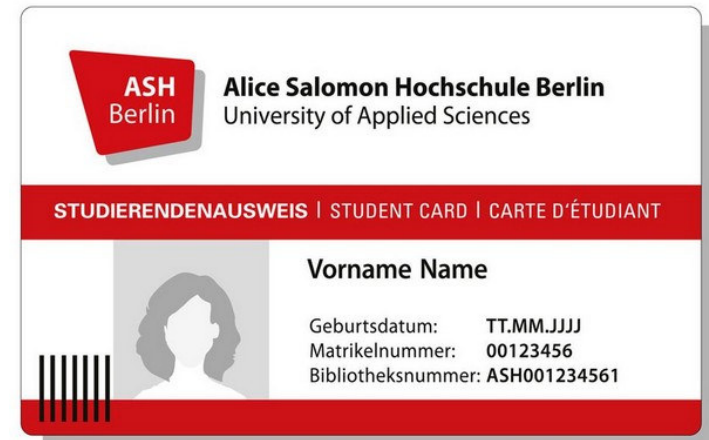 ASH
Berlin
Alice Salomon Hochschule Berlin
University of Applied Sciences
STUDIERENDENAUSWEIS | STUDENT CARD | CARTE D'ÉTUDIANT
Vorname Name
Geburtsdatum: TT.MM.JJJJ
Matrikelnummer: 00123456
Bibliotheksnummer: ASH001234561